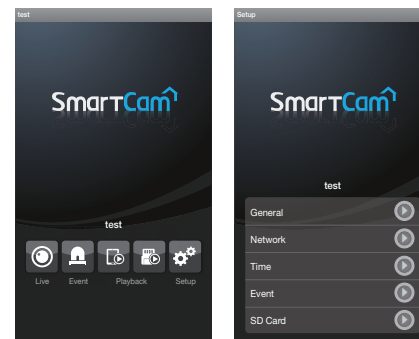 test
SmarTCam
test
Live Event Playback Setup
Setup
SmarTCam
test
General
Network
Time
Event
SD Card